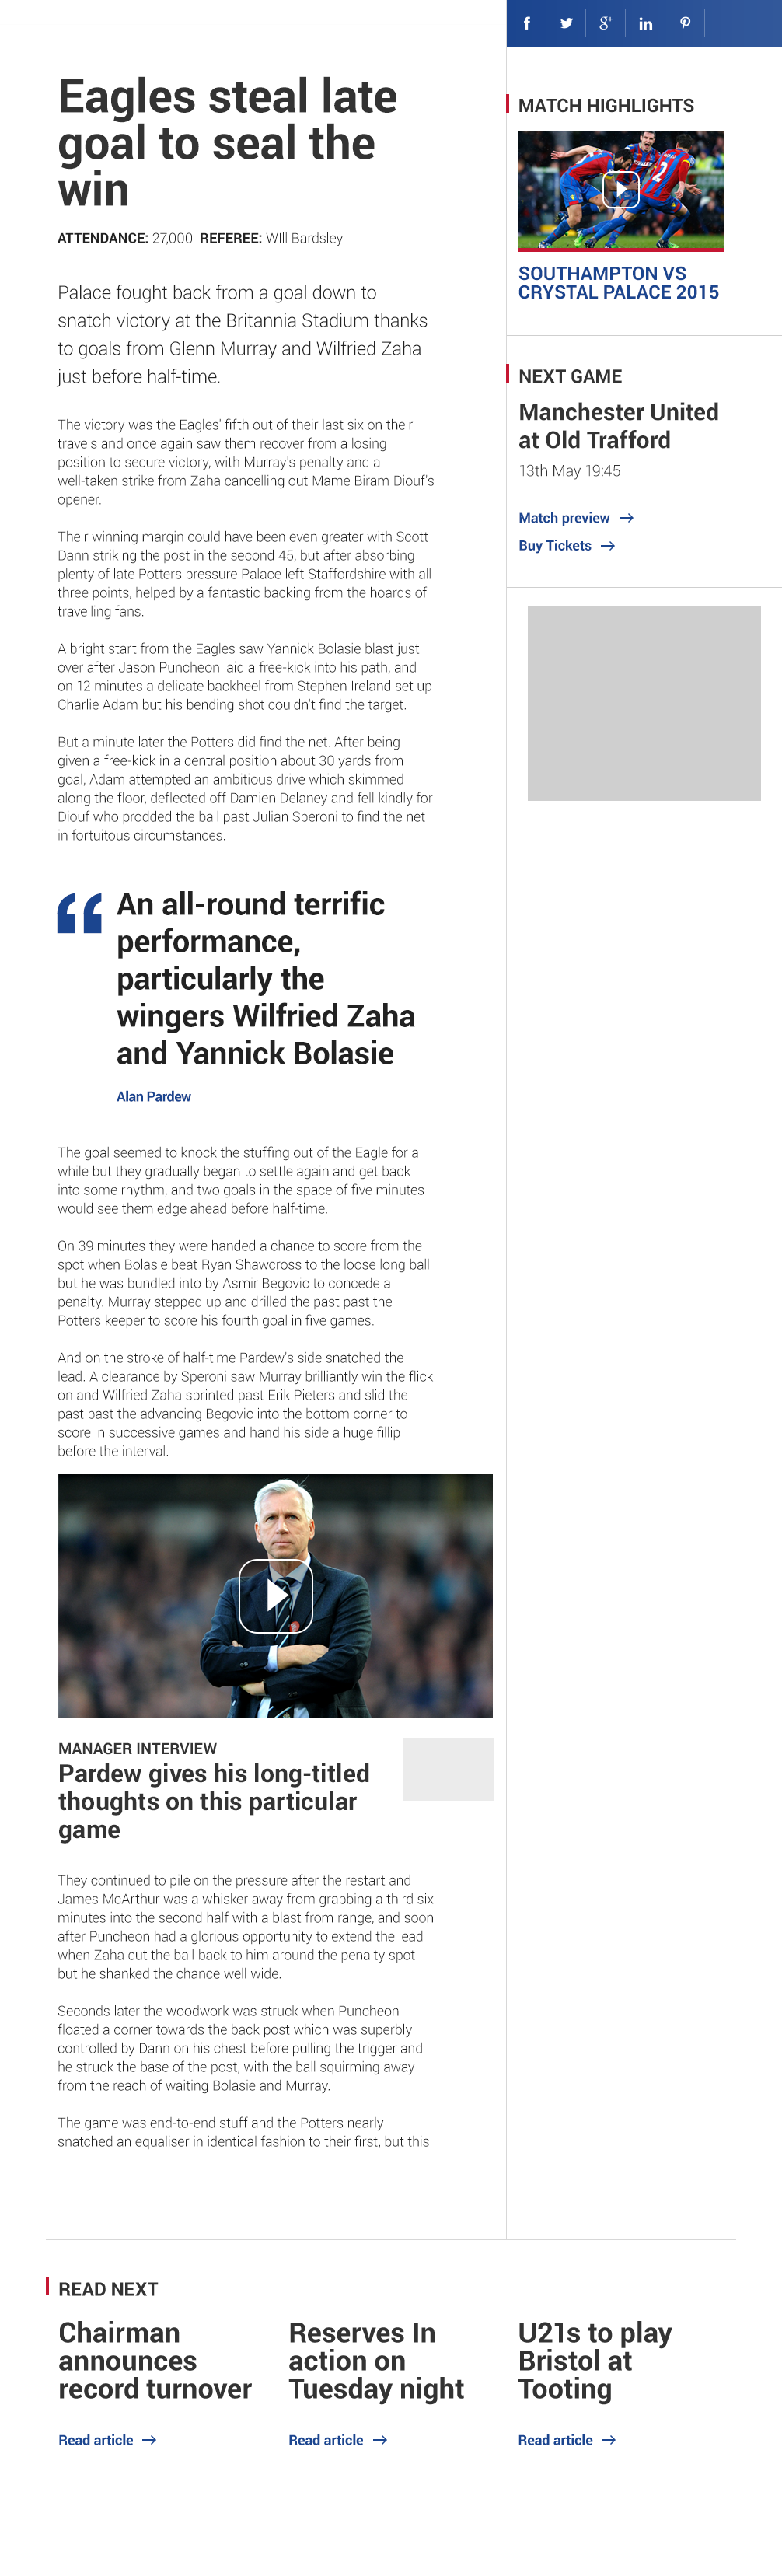 Eagles steal late
goal to seal the
win
ATTENDANCE: 27,000 REFEREE: WIll Bardsley
Palace fought back from a goal down to
snatch victory at the Britannia Stadium thanks
to goals from Glenn Murray and Wilfried Zaha
just before half-time.
The victory was the Eagles' fifth out of their last six on their
travels and once again saw them recover from a losing
position to secure victory, with Murray's penalty and a
well-taken strike from Zaha cancelling out Mame Biram Diouf's
opener.
Their winning margin could have been even greater with Scott
Dann striking the post in the second 45, but after absorbing
plenty of late Potters pressure Palace left Staffordshire with all
three points, helped by a fantastic backing from the hoards of
travelling fans.
A bright start from the Eagles saw Yannick Bolasie blast just
over after Jason Puncheon laid a free-kick into his path, and
on 12 minutes a delicate backheel from Stephen Ireland set up
Charlie Adam but his bending shot couldn't find the target.
But a minute later the Potters did find the net. After being
given a free-kick in a central position about 30 yards from
goal, Adam attempted an ambitious drive which skimmed
along the floor, deflected off Damien Delaney and fell kindly for
Diouf who prodded the ball past Julian Speroni to find the net
in fortuitous circumstances.
“ An all-round terrific
performance,
particularly the
wingers Wilfried Zaha
and Yannick Bolasie
Alan Pardew
The goal seemed to knock the stuffing out of the Eagle for a
while but they gradually began to settle again and get back
into some rhythm, and two goals in the space of five minutes
would see them edge ahead before half-time.
On 39 minutes they were handed a chance to score from the
spot when Bolasie beat Ryan Shawcross to the loose long ball
but he was bundled into by Asmir Begovic to concede a
penalty. Murray stepped up and drilled the past past the
Potters keeper to score his fourth goal in five games.
And on the stroke of half-time Pardew's side snatched the
lead. A clearance by Speroni saw Murray brilliantly win the flick
on and Wilfried Zaha sprinted past Erik Pieters and slid the
past past the advancing Begovic into the bottom corner to
score in successive games and hand his side a huge fillip
before the interval.
MANAGER INTERVIEW
Pardew gives his long-titled
thoughts on this particular
game
They continued to pile on the pressure after the restart and
James McArthur was a whisker away from grabbing a third six
minutes into the second half with a blast from range, and soon
after Puncheon had a glorious opportunity to extend the lead
when Zaha cut the ball back to him around the penalty spot
but he shanked the chance well wide.
Seconds later the woodwork was struck when Puncheon
floated a corner towards the back post which was superbly
controlled by Dann on his chest before pulling the trigger and
he struck the base of the post, with the ball squirming away
from the reach of waiting Bolasie and Murray.
The game was end-to-end stuff and the Potters nearly
snatched an equaliser in identical fashion to their first, but this
MATCH HIGHLIGHTS
2
SOUTHAMPTON VS
CRYSTAL PALACE 2015
NEXT GAME
Manchester United
at Old Trafford
13th May 19:45
Match preview →
Buy Tickets →
READ NEXT
Chairman
announces
record turnover
Read article →
Reserves In
action on
Tuesday night
Read article →
U21s to play
Bristol at
Tooting
Read article →